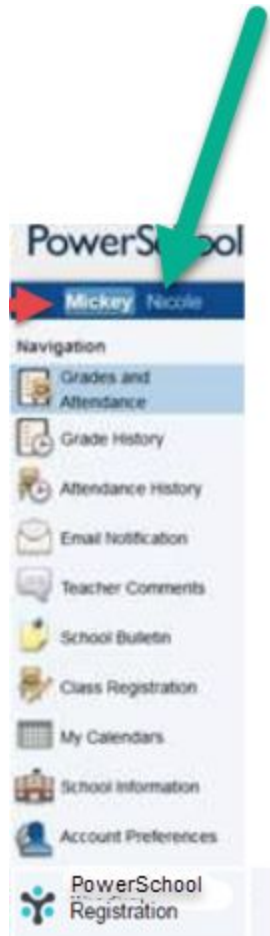 PowerSchool
Mickey Nicole
Navigation
Grades and
Attendance
Grade History
Attendance History
Email Notification
Teacher Comments
School Bulletin
Class Registration
My Calendars
School Information
Account Preferences
PowerSchool
Registration